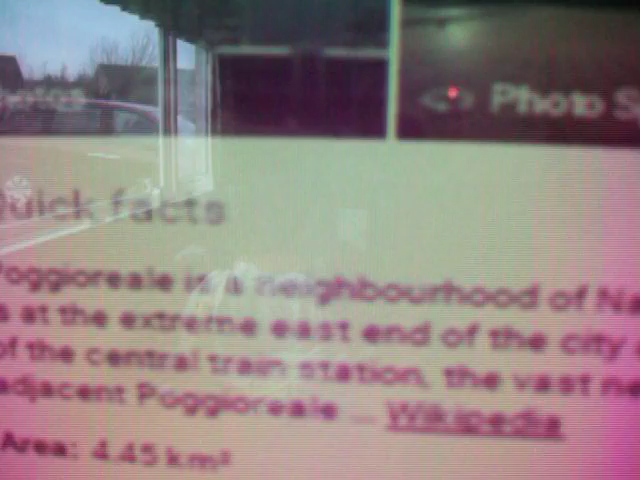 Photo
Quick facts
Poggioreale is a neighbourhood of
at the extreme east end of the city
of the central train station, the vast
adjacent Poggioreale ... Wikipedia
Area: 4.45 km²